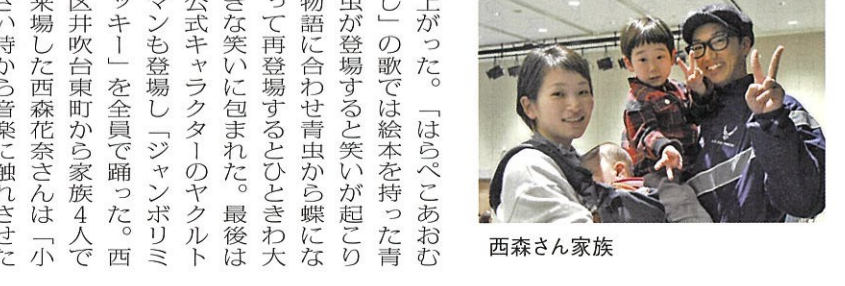 上がった。「はらぺこあおむ
し」の歌では絵本を持った青
虫が登場すると笑いが起こり
物語に合わせ青虫から蝶にな
って再登場するとひときわ大
きな笑いに包まれた。最後は
公式キャラクターのヤクルト
マンも登場し「ジャンボリミ
ッキー」を全員で踊った。西
区井吹台東町から家族4人で
来場した西森花奈さんは「小
さい時から音楽に触れさせた
西森さん家族